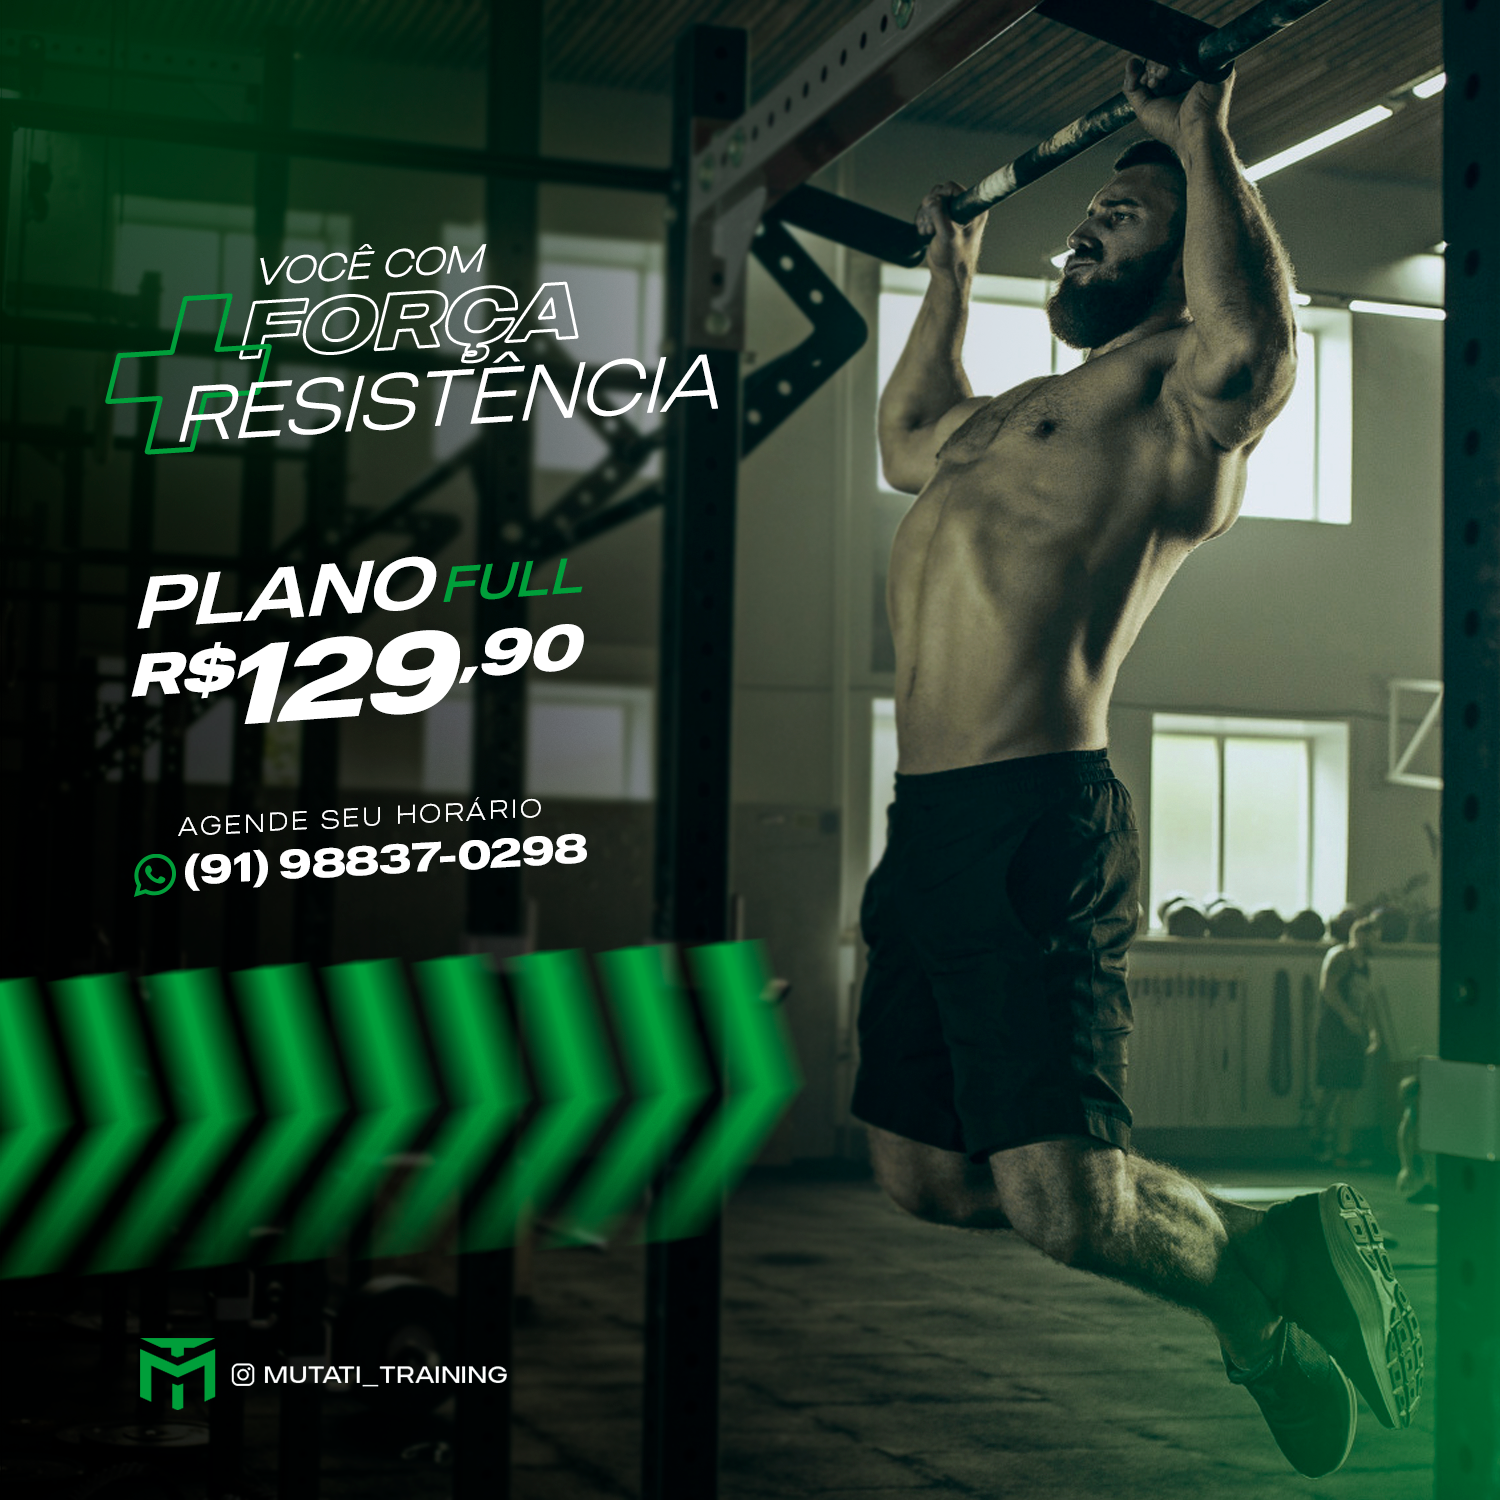 VOCÊ COM
+ FORÇA
RESISTÊNCIA
PLANO FULL
R$129,90
AGENDE SEU HORÁRIO
(91) 98837-0298
MUTATI_TRAINING